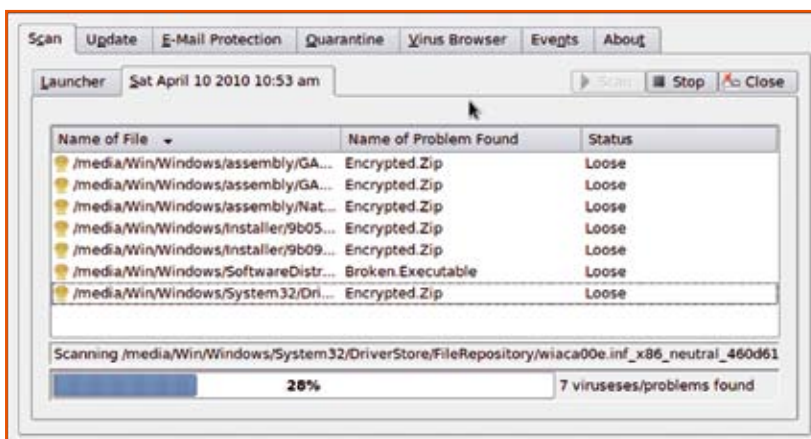 Scan Update E-Mail Protection Quarantine Virus Browser Events About
Launcher Sat April 10 2010 10:53 am Scan Stop Close
Name of File Name of Problem Found Status
/media/Win/Windows/assembly/GA... Encrypted.Zip Loose
/media/Win/Windows/assembly/GA... Encrypted.Zip Loose
/media/Win/Windows/assembly/Nat... Encrypted.Zip Loose
/media/Win/Windows/Installer/9b05... Encrypted.Zip Loose
/media/Win/Windows/Installer/9b09... Encrypted.Zip Loose
/media/Win/Windows/SoftwareDistr... Broken.Executable Loose
/media/Win/Windows/System32/Dri... Encrypted.Zip Loose
Scanning /media/Win/Windows/System32/DriverStore/FileRepository/wiaca00e.inf_x86_neutral_460d61
28% 7 viruseses/problems found